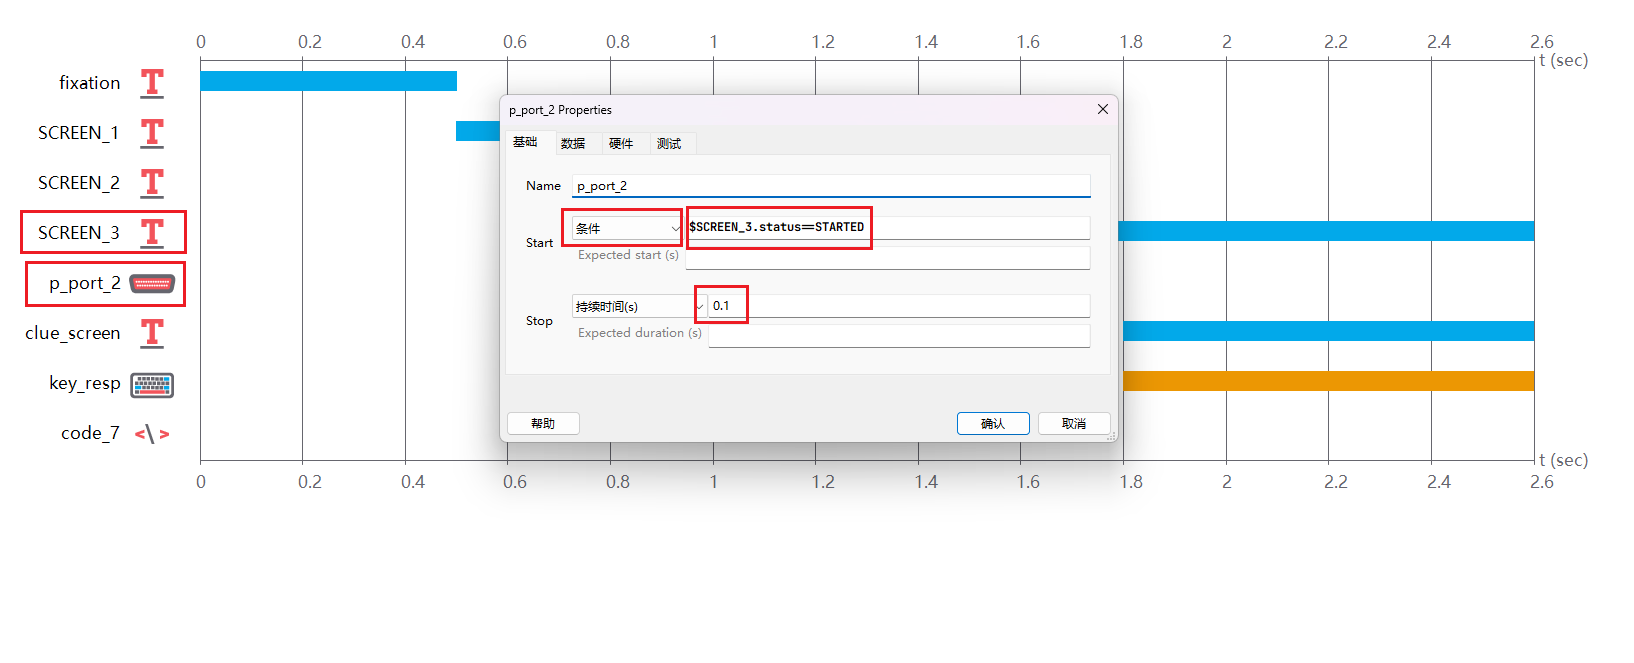 0 0.2 0.4 0.6 0.8 1 1.2 1.4 1.6 1.8 2 2.2 2.4 2.6
t (sec)
fixation
p_port_2 Properties
SCREEN_1
基础 数据 硬件 测试
SCREEN_2
Name p_port_2
SCREEN_3
Start 条件 $SCREEN_3.status==STARTED
Expected start (s)
p_port_2
Stop 持续时间(s) 0.1
Expected duration (s)
clue_screen
key_resp
帮助 确认 取消
code_7
t (sec)
0 0.2 0.4 0.6 0.8 1 1.2 1.4 1.6 1.8 2 2.2 2.4 2.6